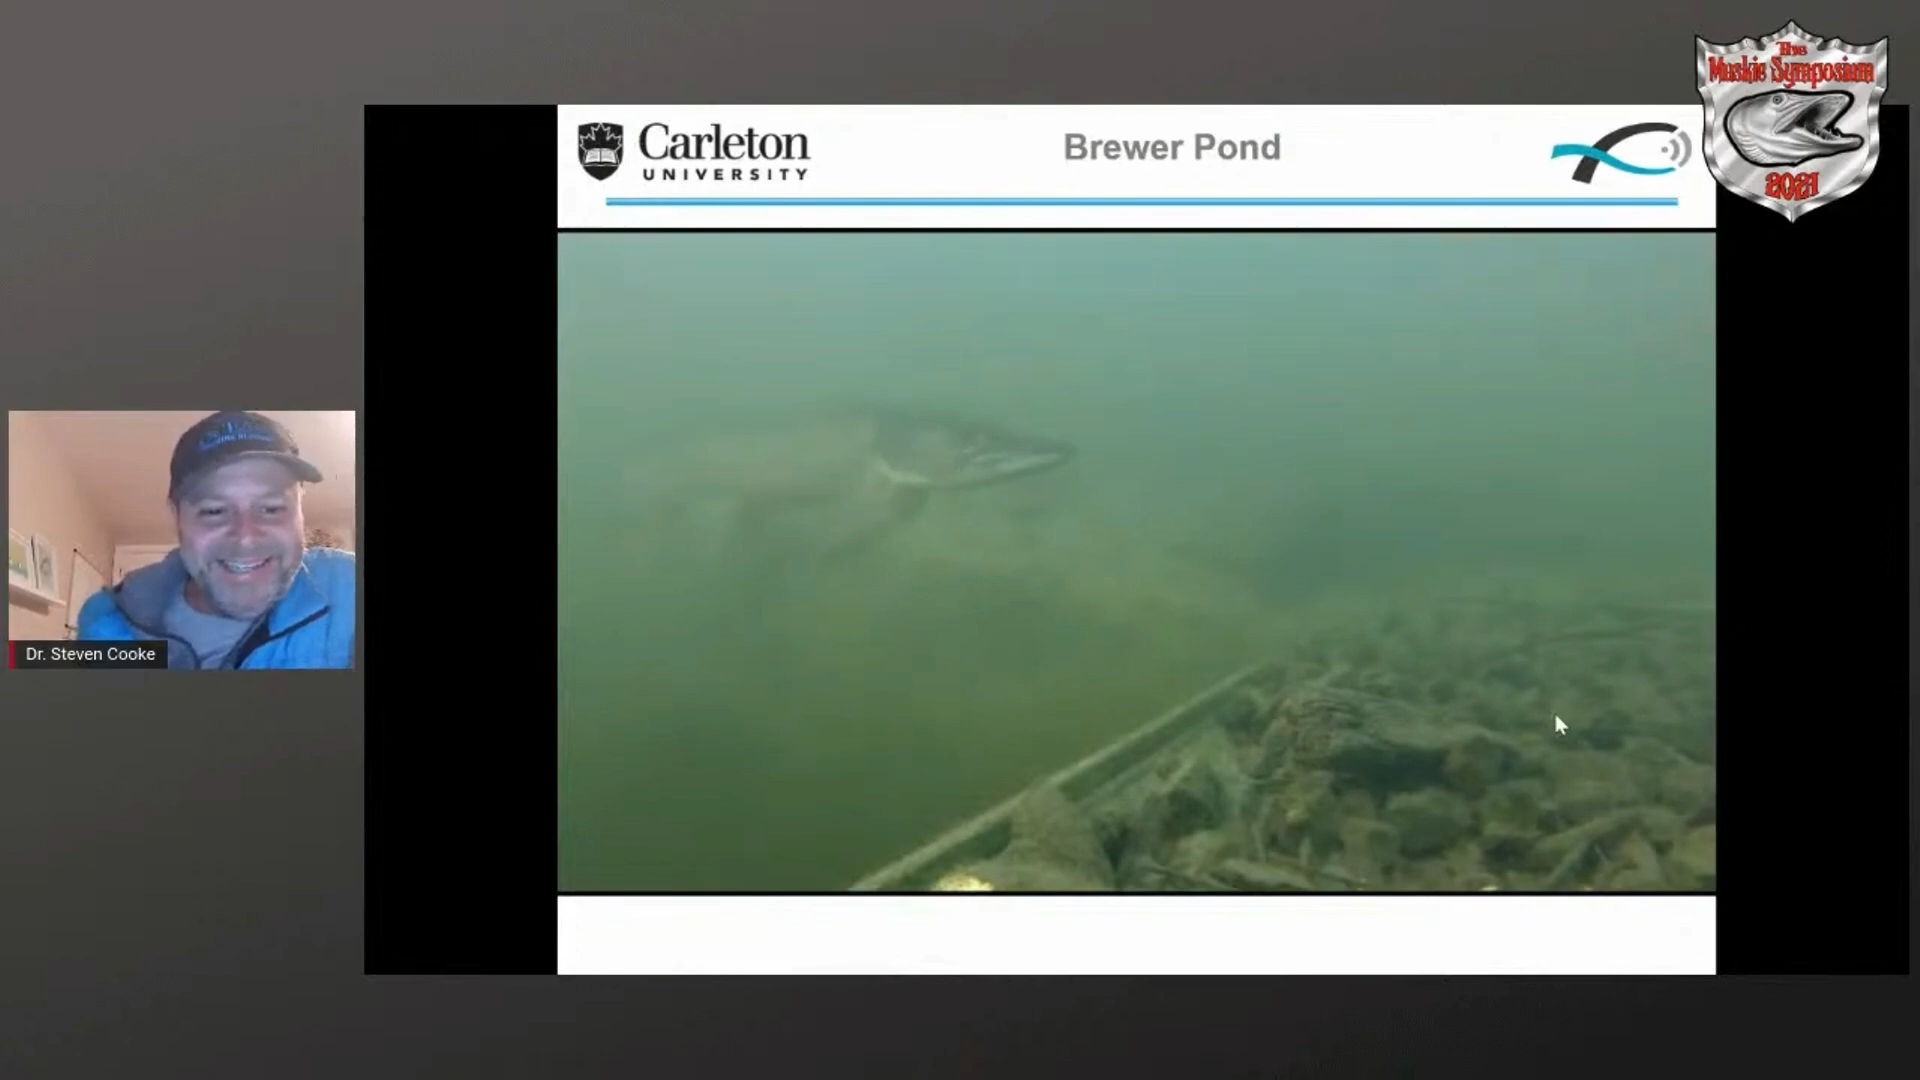 The
Muskie Symposium
2021
Carleton
UNIVERSITY
Brewer Pond
Dr. Steven Cooke